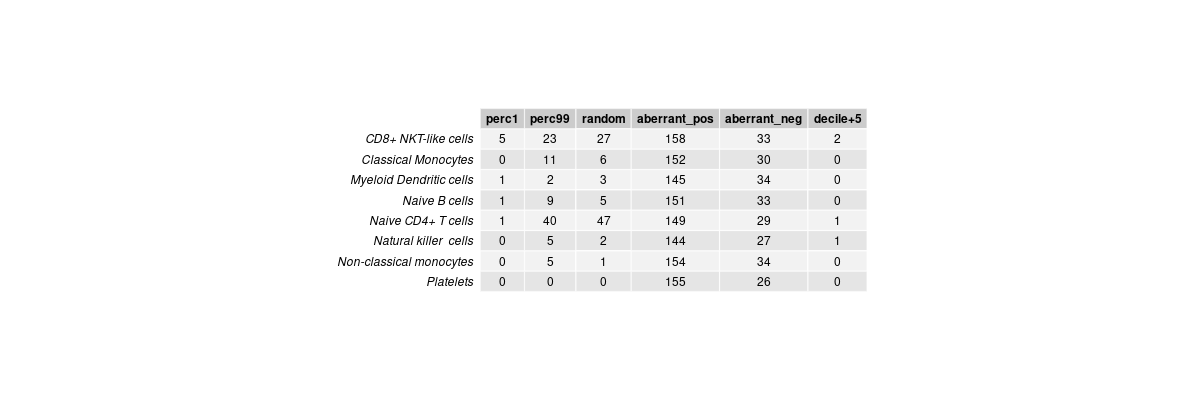 perc1 perc99 random aberrant_pos aberrant_neg decile+5
CD8+ NKT-like cells 5 23 27 158 33 2
Classical Monocytes 0 11 6 152 30 0
Myeloid Dendritic cells 1 2 3 145 34 0
Naive B cells 1 9 5 151 33 0
Naive CD4+ T cells 1 40 47 149 29 1
Natural killer  cells 0 5 2 144 27 1
Non-classical monocytes 0 5 1 154 34 0
Platelets 0 0 0 155 26 0